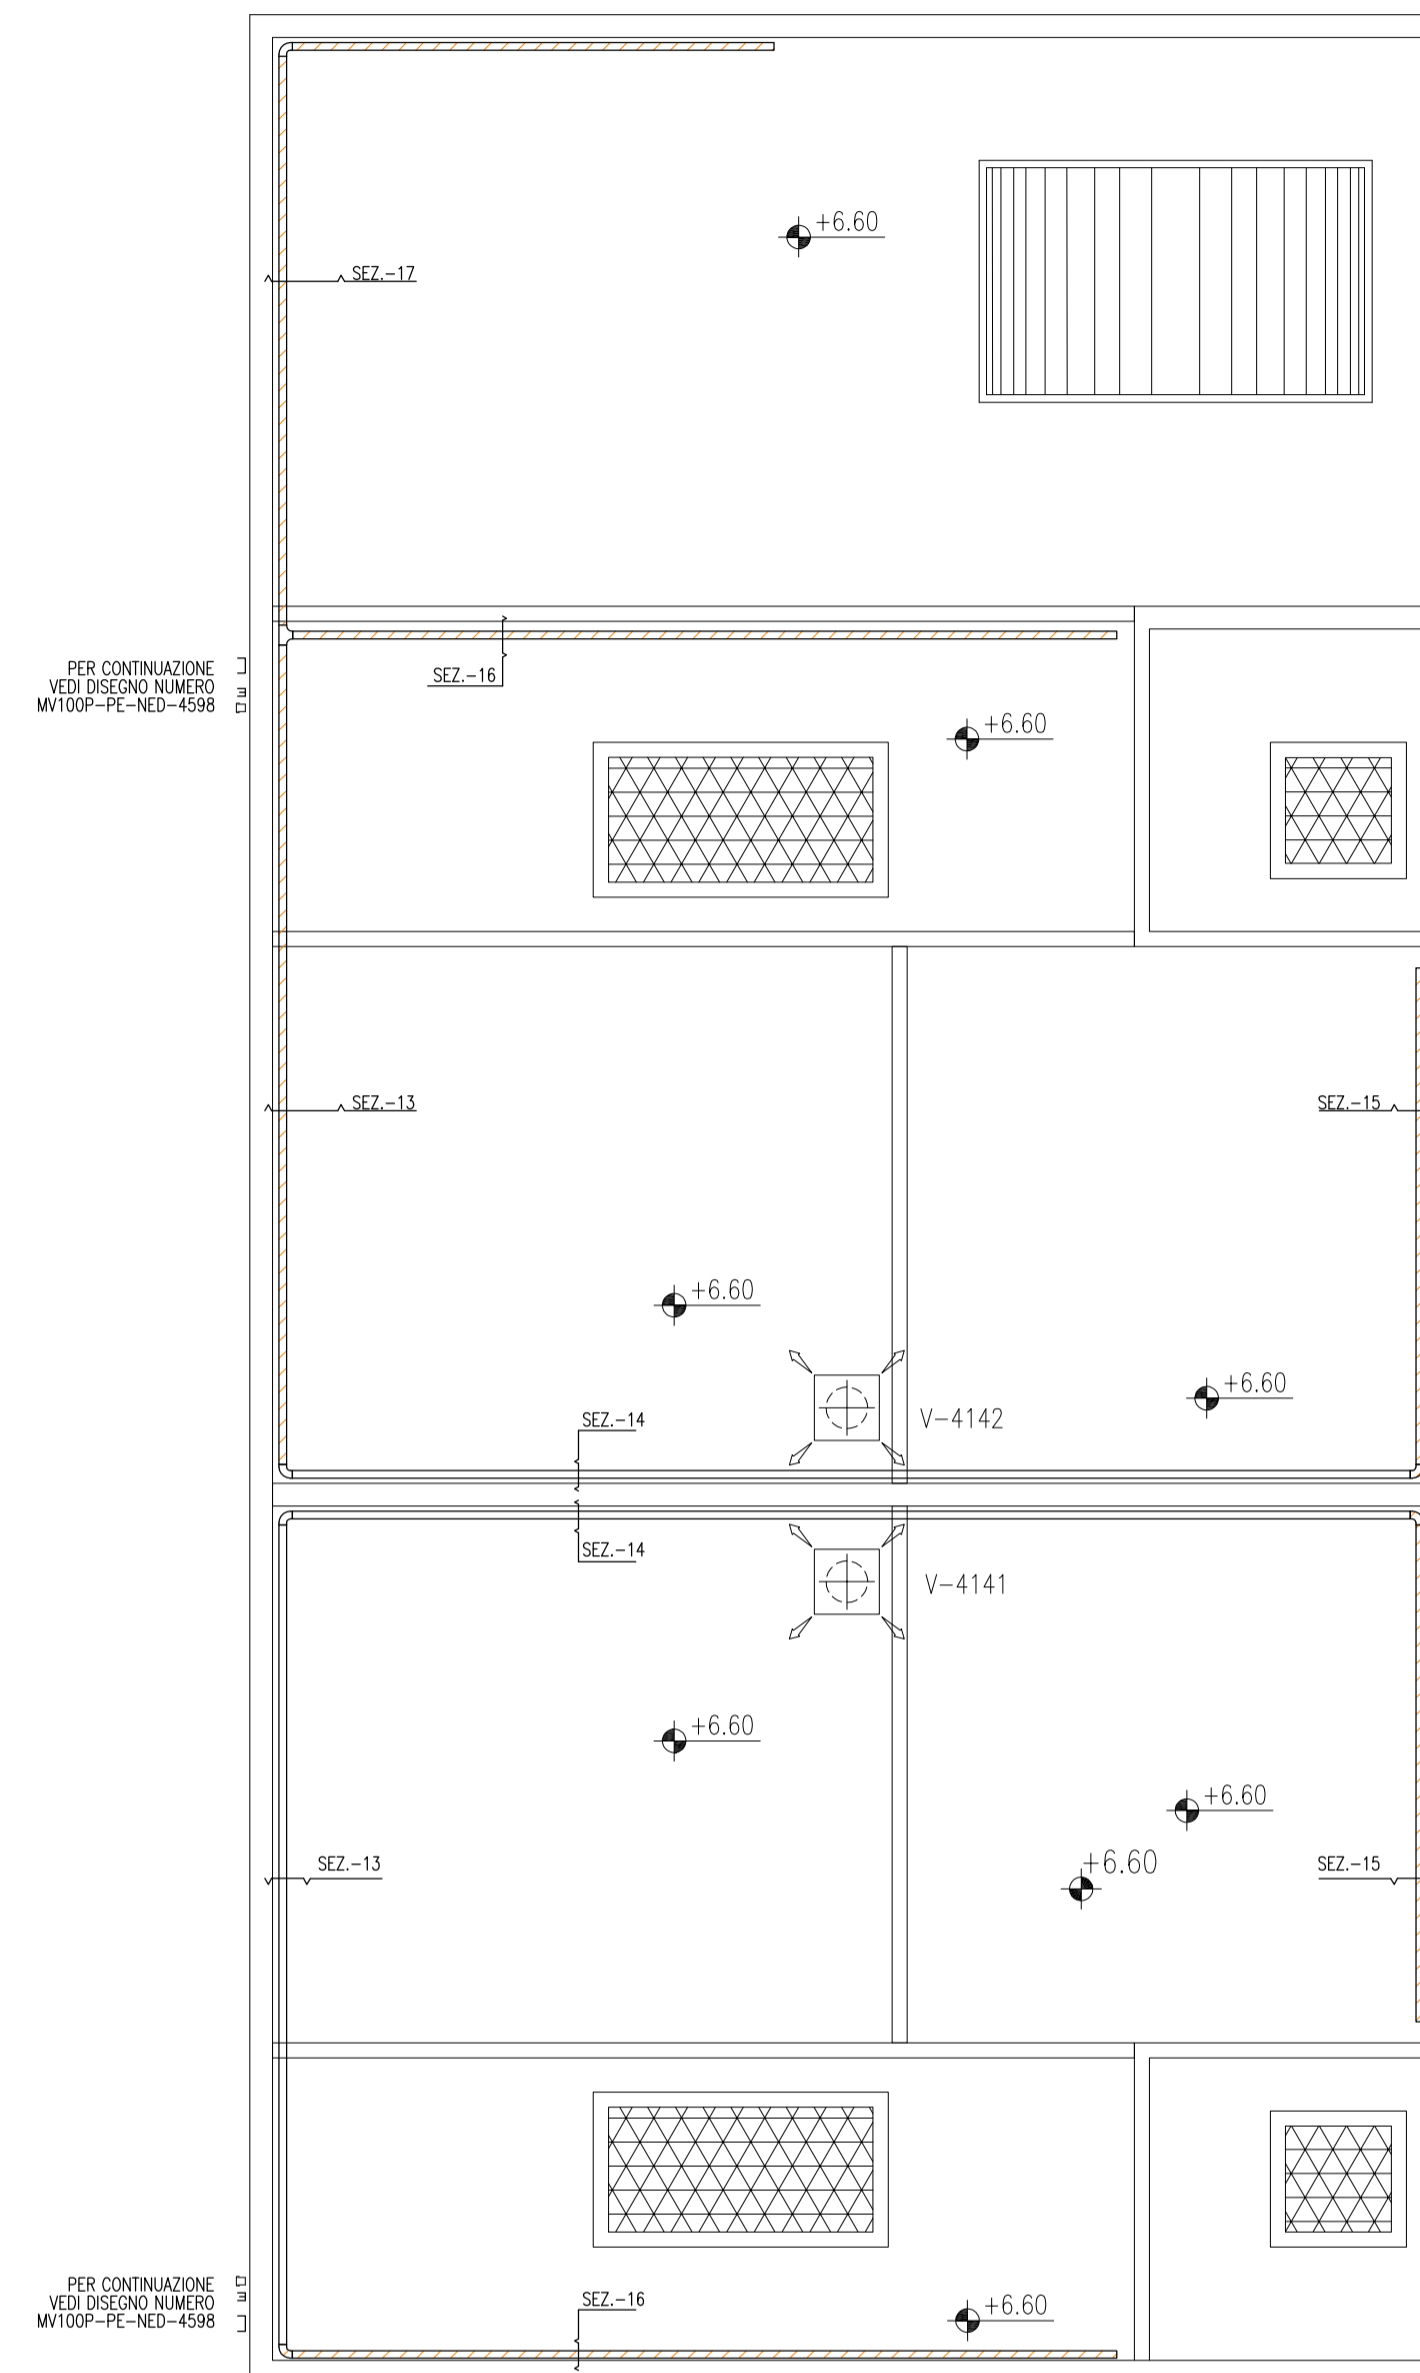 +6.60
SEZ.-17
PER CONTINUAZIONE
VEDI DISEGNO NUMERO
MV100P-PE-NED-4598
SEZ.-16
+6.60
SEZ.-13
SEZ.-15
+6.60
+6.60
SEZ.-14
V-4142
SEZ.-14
V-4141
+6.60
+6.60
+6.60
SEZ.-13
SEZ.-15
PER CONTINUAZIONE
VEDI DISEGNO NUMERO
MV100P-PE-NED-4598
SEZ.-16
+6.60